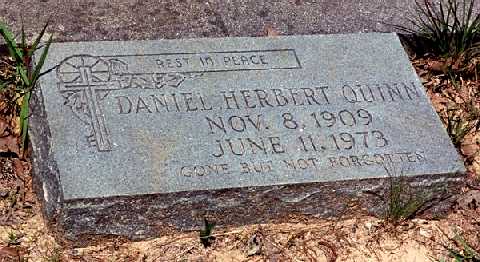 REST IN PEACE
DANIEL HERBERT QUINN
NOV. 8, 1909
JUNE 11, 1973
GONE BUT NOT FORGOTTEN